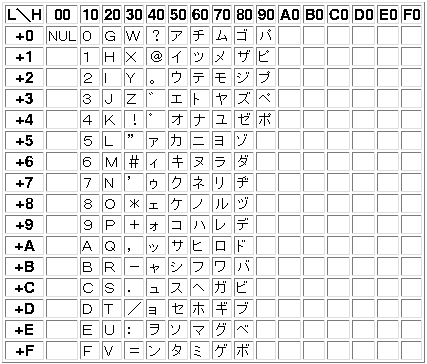 L＼H 00 10 20 30 40 50 60 70 80 90 A0 B0 C0 D0 E0 F0
+0 NUL 0 G W ? ア チ ム ゴ パ
+1 1 H X @ イ ツ メ ザ ピ
+2 2 I Y 。 ウ テ モ ジ プ
+3 3 J Z ゛ エ ト ヤ ズ ペ
+4 4 K ! ゜ オ ナ ユ ゼ ポ
+5 5 L ” ァ カ ニ ヨ ゾ
+6 6 M # ィ キ ヌ ラ ダ
+7 7 N ’ ゥ ク ネ リ ヂ
+8 8 O * ェ ケ ノ ル ヅ
+9 9 P + ォ コ ハ レ デ
+A A Q , ッ サ ヒ ロ ド
+B B R － ャ シ フ ワ バ
+C C S . ュ ス ヘ ガ ビ
+D D T ／ ョ セ ホ ギ ブ
+E E U : ヲ ソ マ グ ベ
+F F V = ン タ ミ ゲ ボ